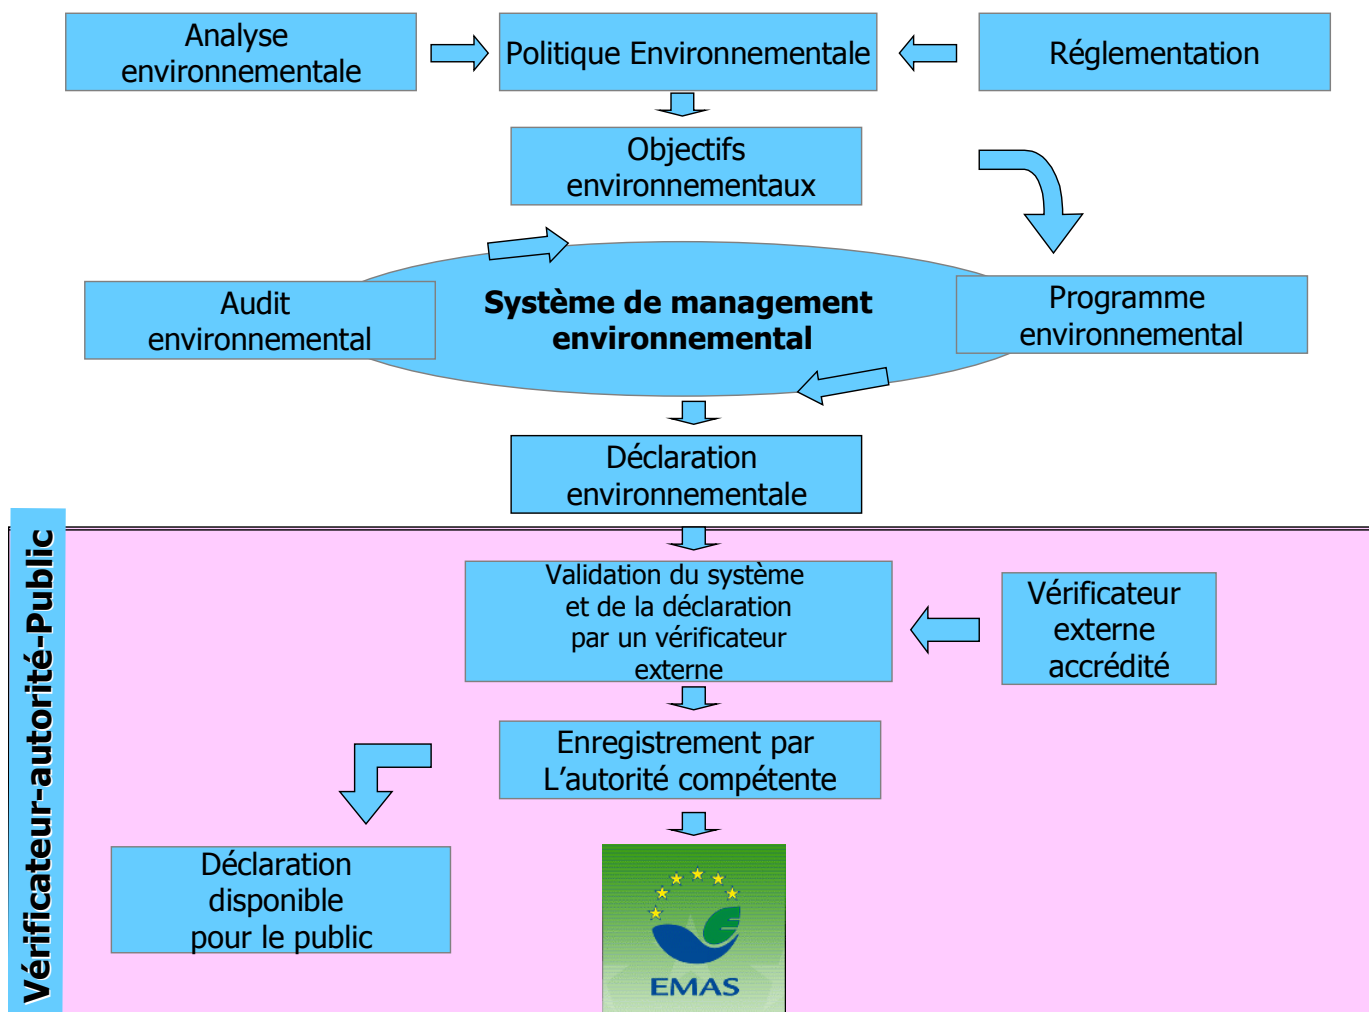 Analyse
environnementale
Politique Environnementale
Réglementation
Objectifs
environnementaux
Audit
environnemental
Système de management
environnemental
Programme
environnemental
Déclaration
environnementale
Vérificateur-autorité-Public
Validation du système
et de la déclaration
par un vérificateur
externe
Vérificateur
externe
accrédité
Enregistrement par
L'autorité compétente
Déclaration
disponible
pour le public
EMAS